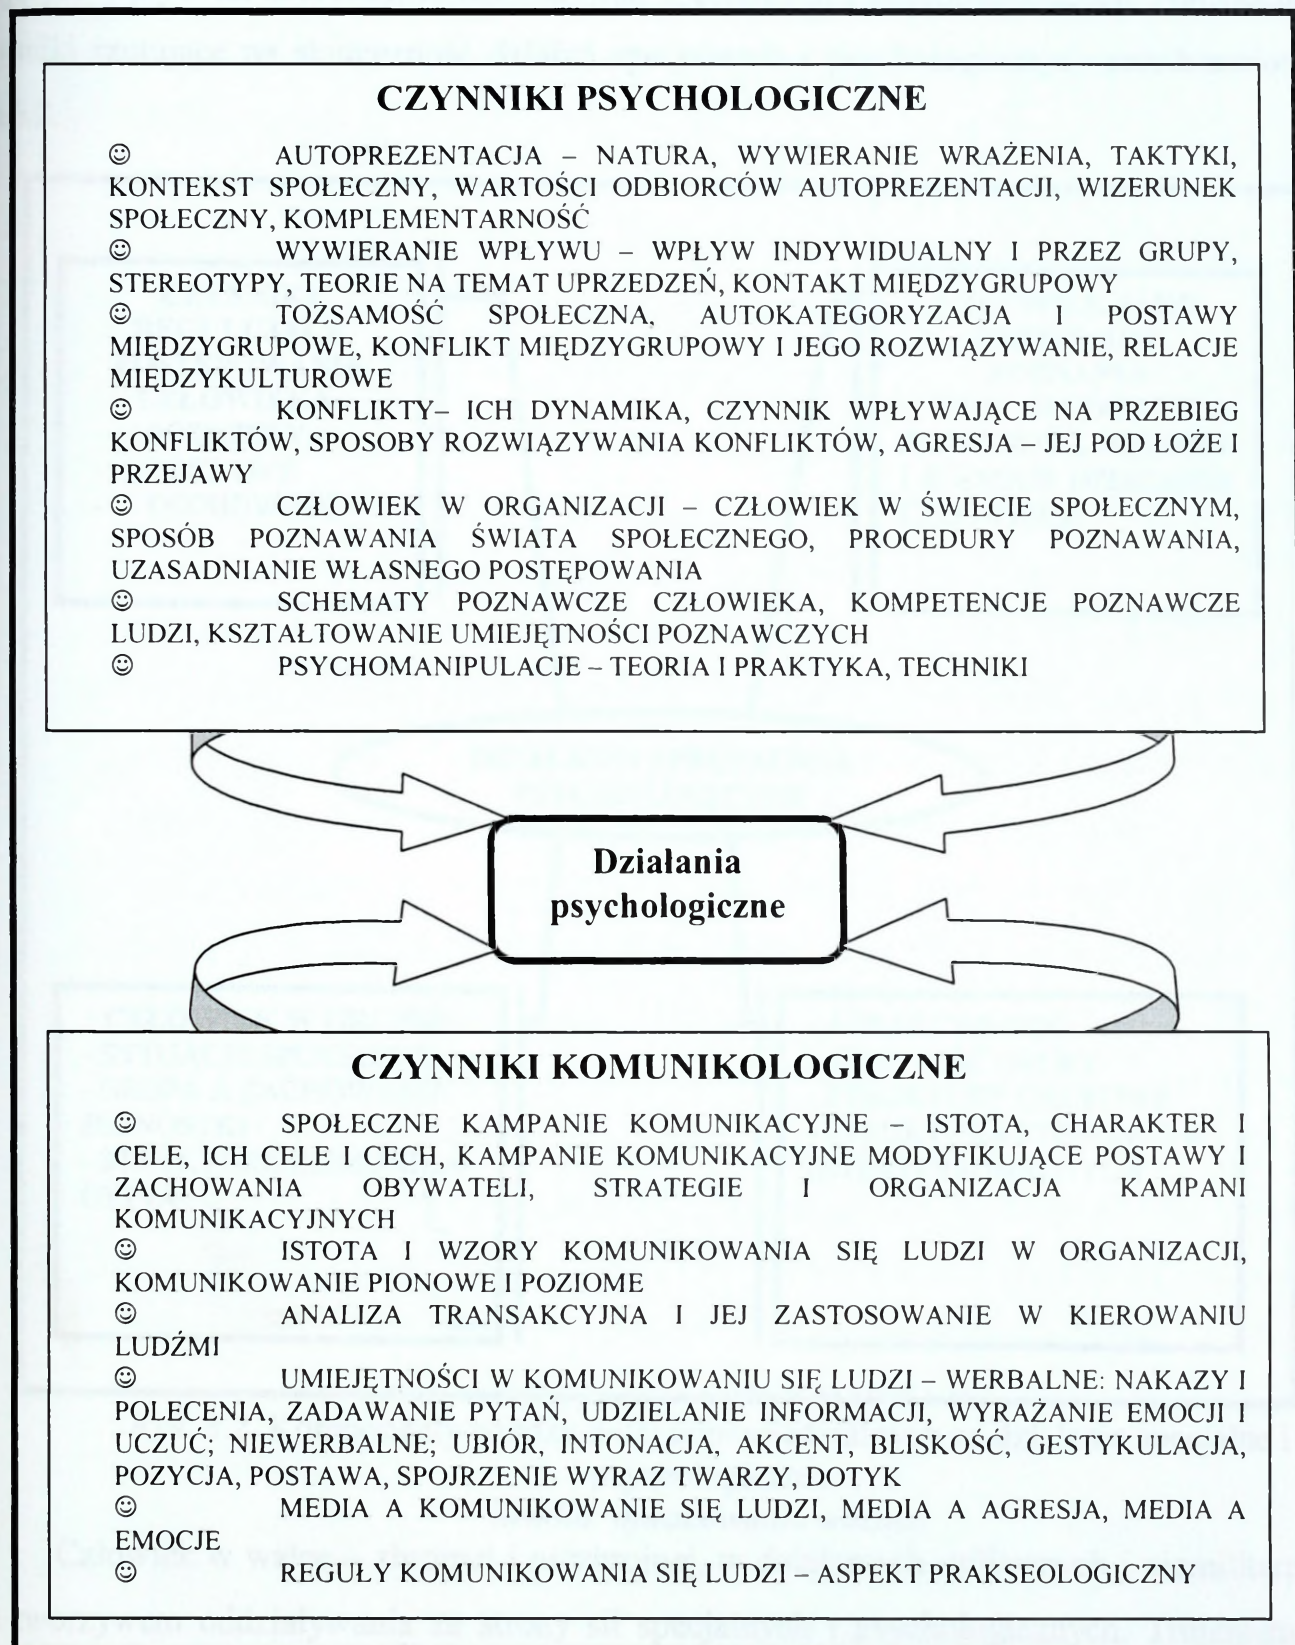 CZYNNIKI PSYCHOLOGICZNE
☺ AUTOPREZENTACJA – NATURA, WYWIERANIE WRAŻENIA, TAKTYKI,
KONTEKST SPOŁECZNY, WARTOŚCI ODBIORCÓW AUTOPREZENTACJI, WIZERUNEK
SPOŁECZNY, KOMPLEMENTARNOŚĆ
☺ WYWIERANIE WPŁYWU – WPŁYW INDYWIDUALNY I PRZEZ GRUPY,
STEREOTYPY, TEORIE NA TEMAT UPRZEDZEŃ, KONTAKT MIĘDZYGRUPOWY
☺ TOŻSAMOŚĆ SPOŁECZNA, AUTOKATEGORYZACJA I POSTAWY
MIĘDZYGRUPOWE, KONFLIKT MIĘDZYGRUPOWY I JEGO ROZWIĄZYWANIE, RELACJE
MIĘDZYKULTUROWE
☺ KONFLIKTY– ICH DYNAMIKA, CZYNNIK WPŁYWAJĄCE NA PRZEBIEG
KONFLIKTÓW, SPOSOBY ROZWIĄZYWANIA KONFLIKTÓW, AGRESJA – JEJ POD ŁOŻE I
PRZEJAWY
☺ CZŁOWIEK W ORGANIZACJI – CZŁOWIEK W ŚWIECIE SPOŁECZNYM,
SPOSÓB POZNAWANIA ŚWIATA SPOŁECZNEGO, PROCEDURY POZNAWANIA,
UZASADNIANIE WŁASNEGO POSTĘPOWANIA
☺ SCHEMATY POZNAWCZE CZŁOWIEKA, KOMPETENCJE POZNAWCZE
LUDZI, KSZTAŁTOWANIE UMIEJĘTNOŚCI POZNAWCZYCH
☺ PSYCHOMANIPULACJE – TEORIA I PRAKTYKA, TECHNIKI
Działania
psychologiczne
CZYNNIKI KOMUNIKOLOGICZNE
☺ SPOŁECZNE KAMPANIE KOMUNIKACYJNE – ISTOTA, CHARAKTER I
CELE, ICH CELE I CECH, KAMPANIE KOMUNIKACYJNE MODYFIKUJĄCE POSTAWY I
ZACHOWANIA OBYWATELI, STRATEGIE I ORGANIZACJA KAMPANI
KOMUNIKACYJNYCH
☺ ISTOTA I WZORY KOMUNIKOWANIA SIĘ LUDZI W ORGANIZACJI,
KOMUNIKOWANIE PIONOWE I POZIOME
☺ ANALIZA TRANSAKCYJNA I JEJ ZASTOSOWANIE W KIEROWANIU
LUDŹMI
☺ UMIEJĘTNOŚCI W KOMUNIKOWANIU SIĘ LUDZI – WERBALNE: NAKAZY I
POLECENIA, ZADAWANIE PYTAŃ, UDZIELANIE INFORMACJI, WYRAŻANIE EMOCJI I
UCZUĆ; NIEWERBALNE; UBIÓR, INTONACJA, AKCENT, BLISKOŚĆ, GESTYKULACJA,
POZYCJA, POSTAWA, SPOJRZENIE WYRAZ TWARZY, DOTYK
☺ MEDIA A KOMUNIKOWANIE SIĘ LUDZI, MEDIA A AGRESJA, MEDIA A
EMOCJE
☺ REGUŁY KOMUNIKOWANIA SIĘ LUDZI – ASPEKT PRAKSEOLOGICZNY